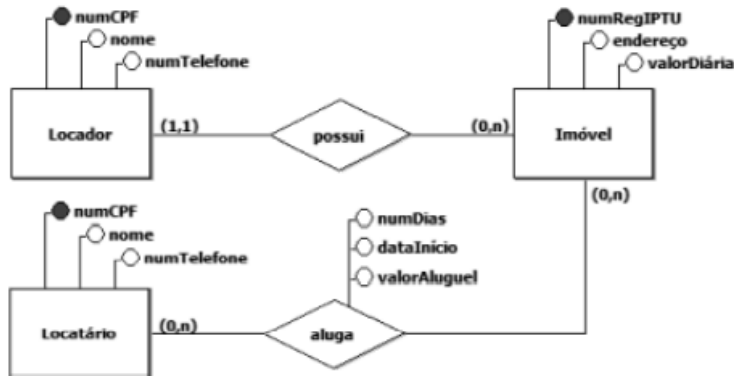 numCPF
nome
numTelefone
Locador
(1,1)
possui
(0,n)
numRegIPTU
endereço
valorDiária
Imóvel
(0,n)
numCPF
nome
numTelefone
Locatário
(0,n)
numDias
dataInício
valorAluguel
aluga